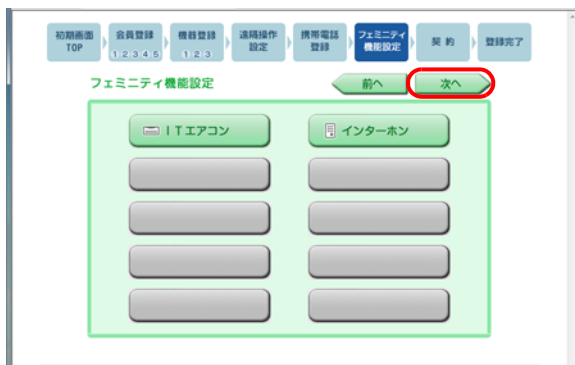 初期画面
TOP
会員登録
1 2 3 4 5
機器登録
1 2 3
遠隔操作
設定
携帯電話
登録
フェミニティ
機能設定
契 約
登録完了
フェミニティ機能設定
前へ
次へ
ITエアコン
インターホン